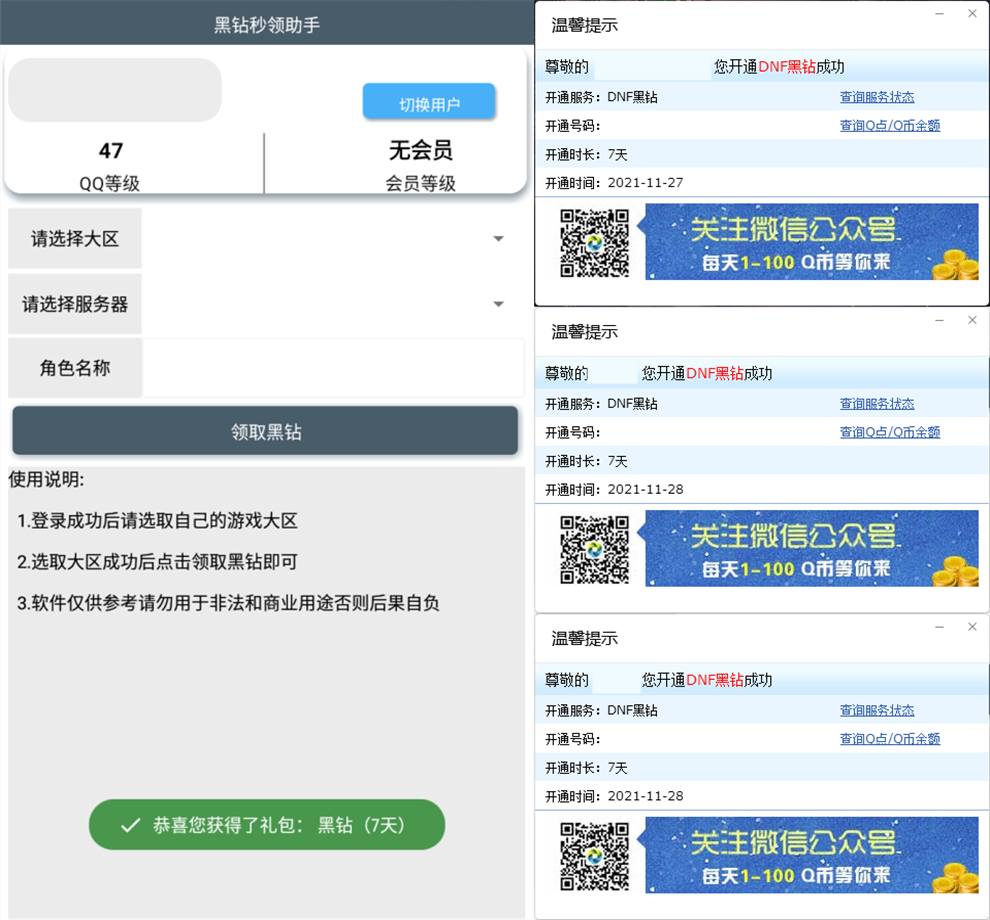 黑钻秒领助手
切换用户
47
QQ等级
无会员
会员等级
请选择大区
请选择服务器
角色名称
领取黑钻
使用说明:
1.登录成功后请选取自己的游戏大区
2.选取大区成功后点击领取黑钻即可
3.软件仅供参考请勿用于非法和商业用途否则后果自负
恭喜您获得了礼包： 黑钻（7天）
温馨提示
尊敬的 您开通DNF黑钻成功
开通服务：DNF黑钻 查询服务状态
开通号码： 查询Q点/Q币余额
开通时长：7天
开通时间：2021-11-27
关注微信公众号
每天1-100 Q币等你来
温馨提示
尊敬的 您开通DNF黑钻成功
开通服务：DNF黑钻 查询服务状态
开通号码： 查询Q点/Q币余额
开通时长：7天
开通时间：2021-11-28
关注微信公众号
每天1-100 Q币等你来
温馨提示
尊敬的 您开通DNF黑钻成功
开通服务：DNF黑钻 查询服务状态
开通号码： 查询Q点/Q币余额
开通时长：7天
开通时间：2021-11-28
关注微信公众号
每天1-100 Q币等你来